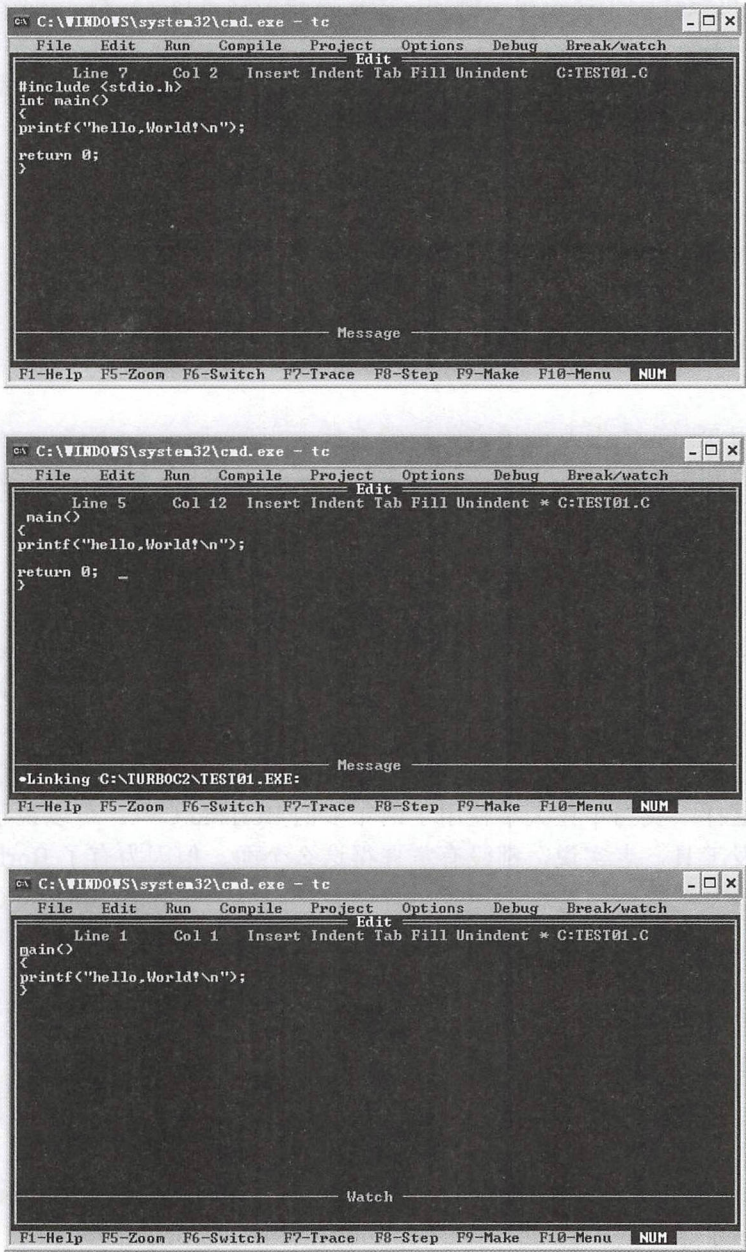 C:\WINDOWS\system32\cmd.exe - tc
File Edit Run Compile Project Options Debug Break/watch
Edit
Line 7 Col 2 Insert Indent Tab Fill Unindent C:TEST01.C
#include <stdio.h>
int main()
{
printf("hello,World!\n");
return 0;
}
Message
F1-Help F5-Zoom F6-Switch F7-Trace F8-Step F9-Make F10-Menu NUM
C:\WINDOWS\system32\cmd.exe - tc
File Edit Run Compile Project Options Debug Break/watch
Edit
Line 5 Col 12 Insert Indent Tab Fill Unindent * C:TEST01.C
main()
{
printf("hello,World!\n");
return 0; _
}
Message
•Linking C:\TURBOC2\TEST01.EXE:
F1-Help F5-Zoom F6-Switch F7-Trace F8-Step F9-Make F10-Menu NUM
C:\WINDOWS\system32\cmd.exe - tc
File Edit Run Compile Project Options Debug Break/watch
Edit
Line 1 Col 1 Insert Indent Tab Fill Unindent * C:TEST01.C
main()
{
printf("hello,World!\n");
}
Watch
F1-Help F5-Zoom F6-Switch F7-Trace F8-Step F9-Make F10-Menu NUM